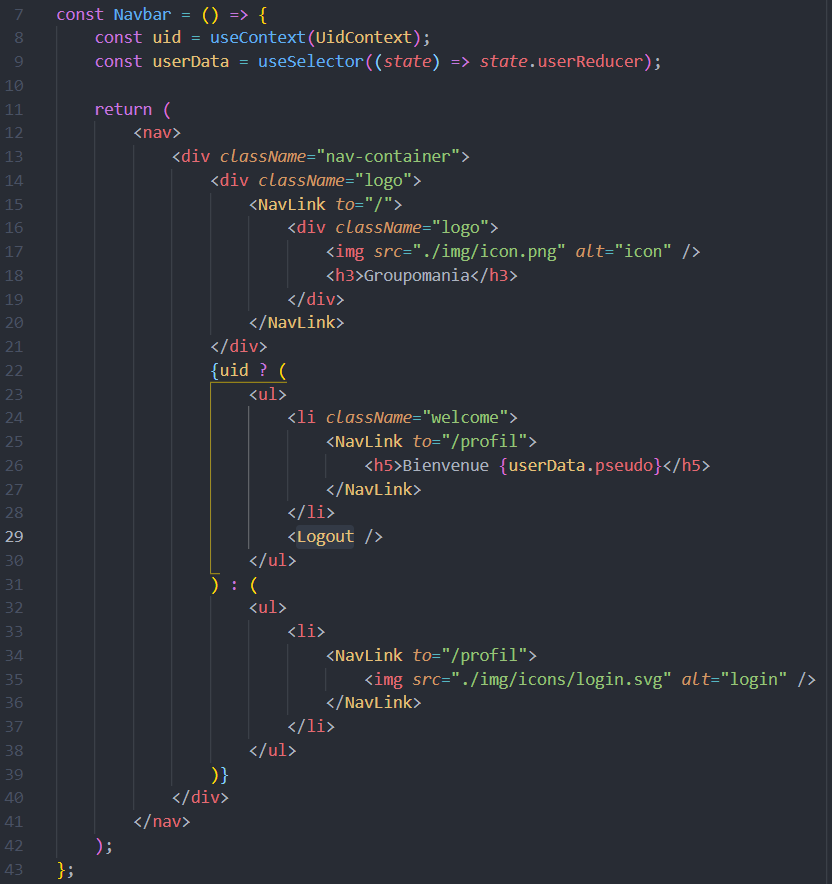 7 const Navbar = () => {
8     const uid = useContext(UidContext);
9     const userData = useSelector((state) => state.userReducer);
10
11     return (
12         <nav>
13             <div className="nav-container">
14                 <div className="logo">
15                     <NavLink to="/">
16                         <div className="logo">
17                             <img src="./img/icon.png" alt="icon" />
18                             <h3>Groupomania</h3>
19                         </div>
20                     </NavLink>
21                 </div>
22                 {uid ? (
23                     <ul>
24                         <li className="welcome">
25                             <NavLink to="/profil">
26                                 <h5>Bienvenue {userData.pseudo}</h5>
27                             </NavLink>
28                         </li>
29                         <Logout />
30                     </ul>
31                 ) : (
32                     <ul>
33                         <li>
34                             <NavLink to="/profil">
35                                 <img src="./img/icons/login.svg" alt="login" />
36                             </NavLink>
37                         </li>
38                     </ul>
39                 )}
40             </div>
41         </nav>
42     );
43 };